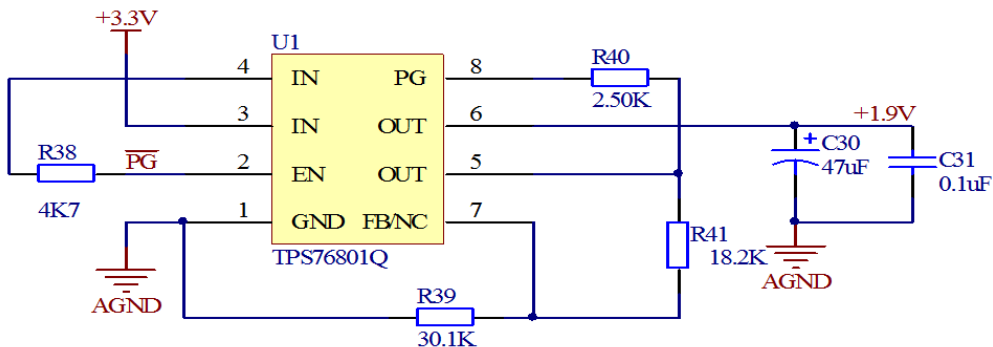 +3.3V
U1
4 IN PG 8 R40
2.50K
3 IN OUT 6 +1.9V
R38 PG 2 EN OUT 5 C30
47uF C31
0.1uF
4K7 1 GND FB/NC 7 R41
18.2K
TPS76801Q
AGND AGND
R39
30.1K